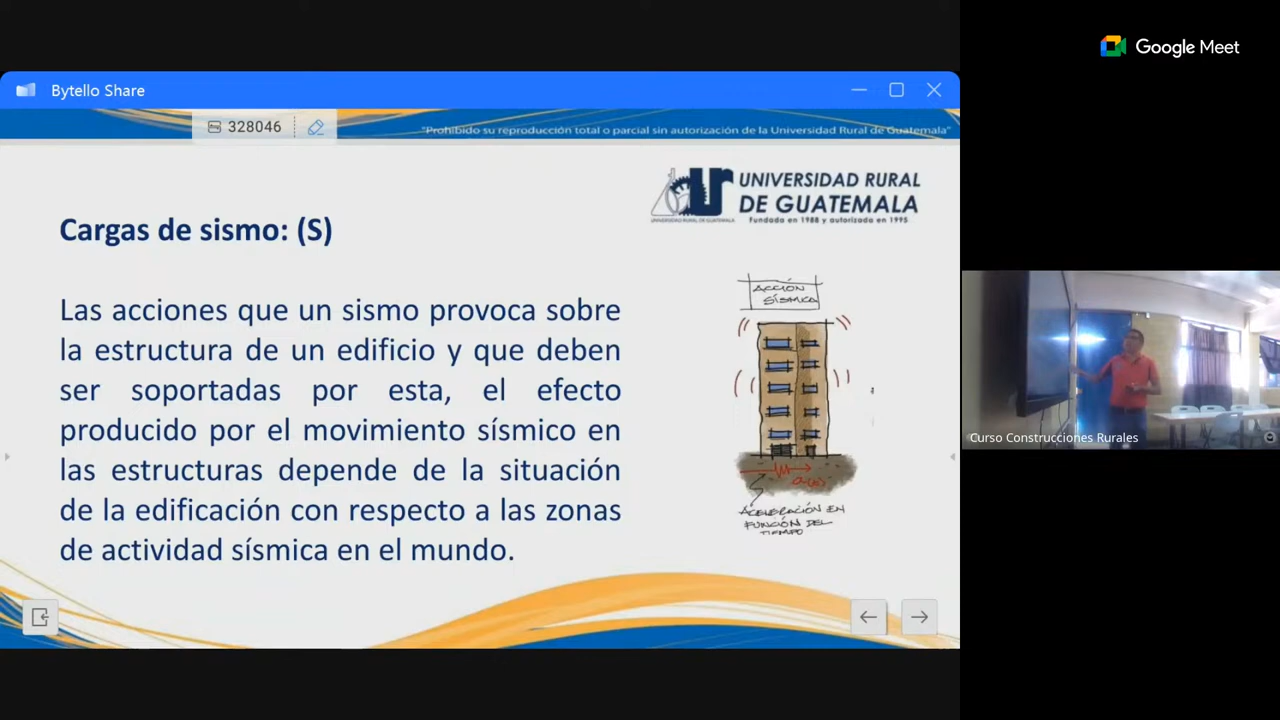 Google Meet
Bytello Share
328046
"Prohibido su reproducción total o parcial sin autorización de la Universidad Rural de Guatemala"
UNIVERSIDAD RURAL
DE GUATEMALA
Fundada en 1988 y autorizada en 1995
UNIVERSIDAD RURAL DE GUATEMALA
Cargas de sismo: (S)
Las acciones que un sismo provoca sobre
la estructura de un edificio y que deben
ser soportadas por esta, el efecto
producido por el movimiento sísmico en
las estructuras depende de la situación
de la edificación con respecto a las zonas
de actividad sísmica en el mundo.
ACCIÓN
SÍSMICA
ACELERACIÓN EN
FUNCIÓN DEL
TIEMPO
Curso Construcciones Rurales